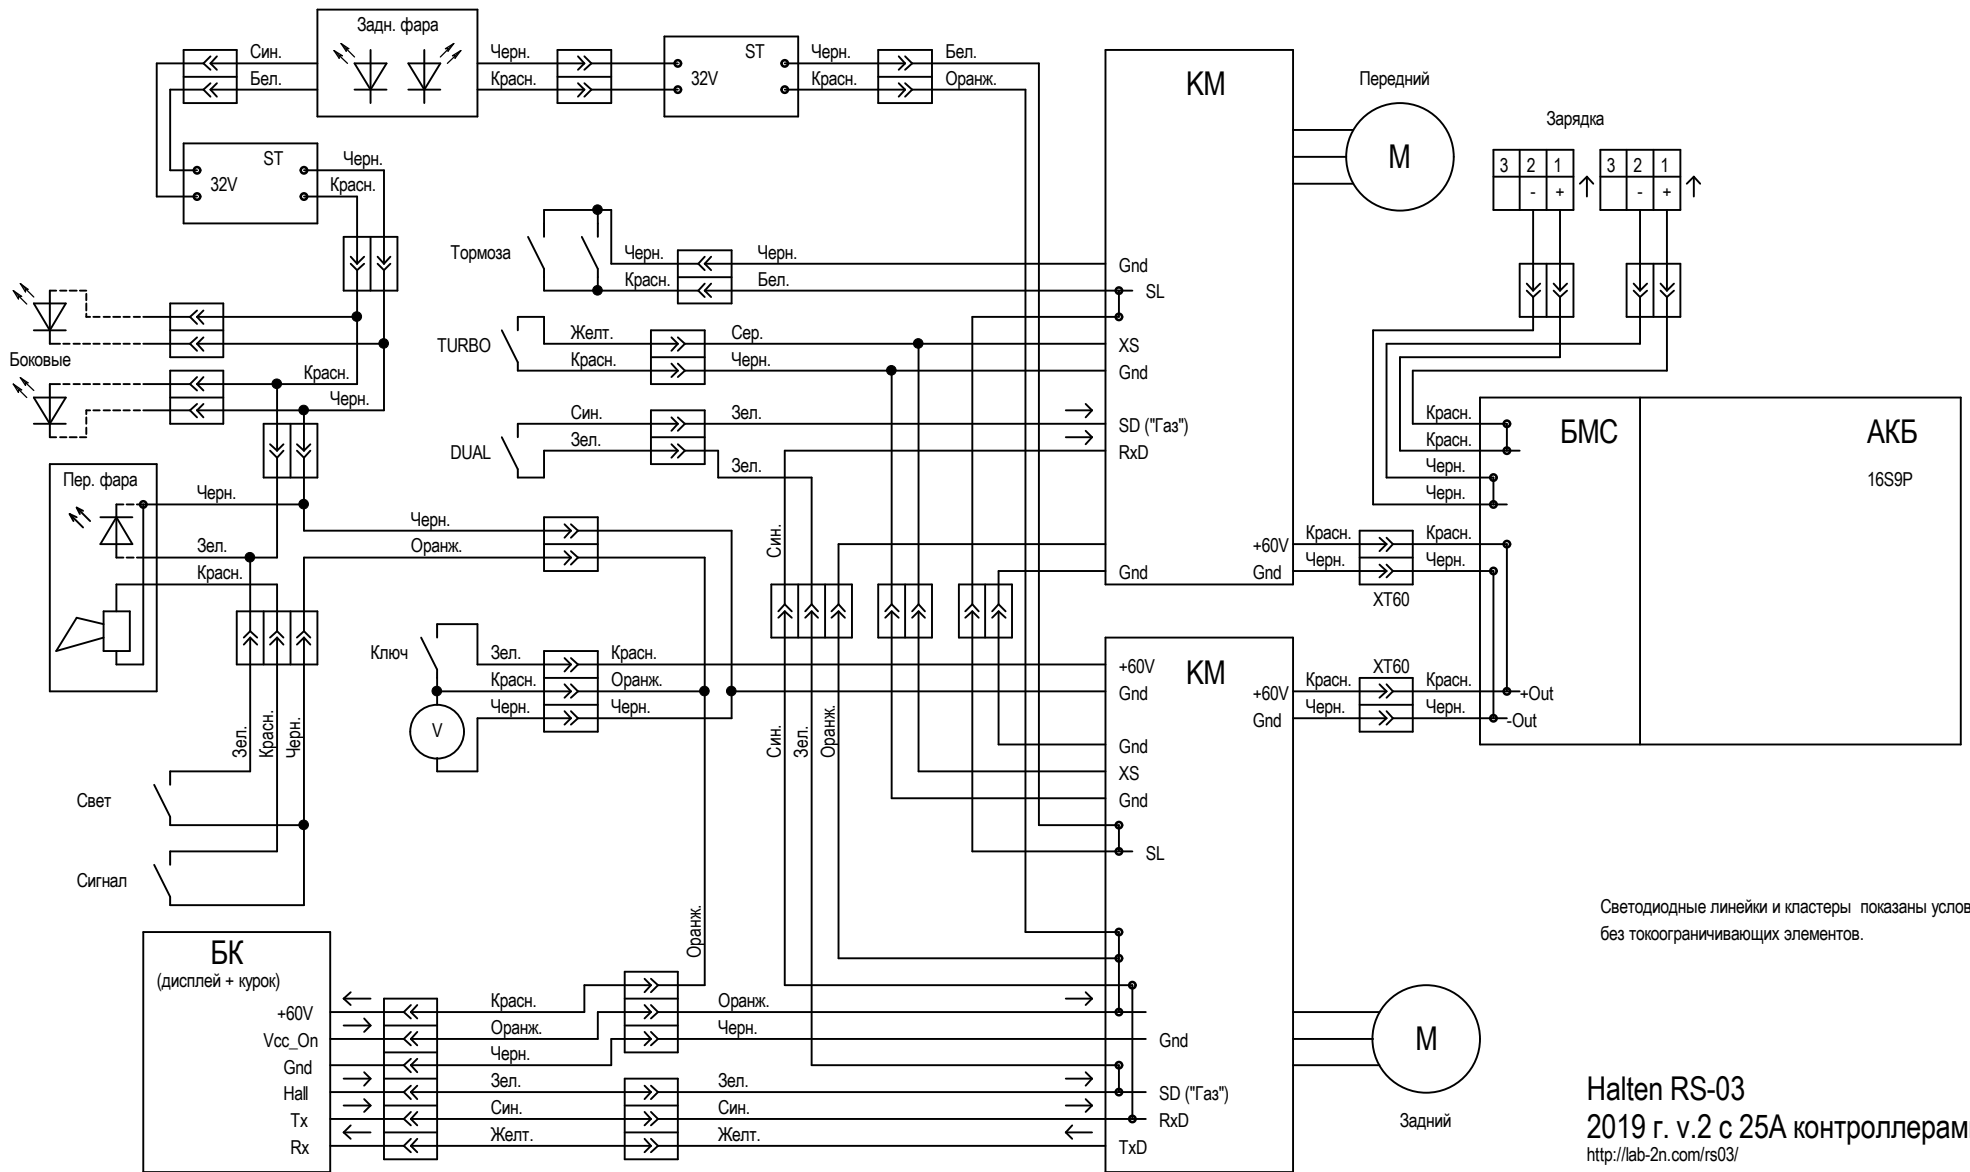 Задн. фара
Син.
Бел.
Черн.
Красн.
ST
32V
Черн.
Красн.
Бел.
Оранж.
КМ
Передний
М
Зарядка
3 2 1
- +
3 2 1
- +
ST
32V
Черн.
Красн.
Тормоза
Черн.
Красн.
Черн.
Бел.
Gnd
SL
TURBO
Желт.
Красн.
Сер.
Черн.
XS
Gnd
Боковые
Красн.
Черн.
DUAL
Син.
Зел.
Зел.
Зел.
SD ("Газ")
RxD
БМС
АКБ
16S9P
Красн.
Красн.
Черн.
Черн.
Пер. фара
Черн.
Зел.
Красн.
Черн.
Оранж.
Син.
Gnd
+60V
Gnd
Красн.
Черн.
XT60
Красн.
Черн.
Ключ
V
Зел.
Красн.
Черн.
Красн.
Оранж.
Черн.
+60V
Gnd
КМ
+60V
Gnd
Красн.
Черн.
XT60
Красн.
Черн.
+Out
-Out
Зел.
Красн.
Черн.
Син.
Зел.
Оранж.
Gnd
XS
Gnd
SL
Свет
Сигнал
Оранж.
Светодиодные линейки и кластеры показаны услов
без токоограничивающих элементов.
БК
(дисплей + курок)
+60V
Vcc_On
Gnd
Hall
Tx
Rx
Красн.
Оранж.
Черн.
Зел.
Син.
Желт.
Оранж.
Черн.
Зел.
Син.
Желт.
Gnd
SD ("Газ")
RxD
TxD
М
Задний
Halten RS-03
2019 г. v.2 с 25А контроллерам
http://lab-2n.com/rs03/